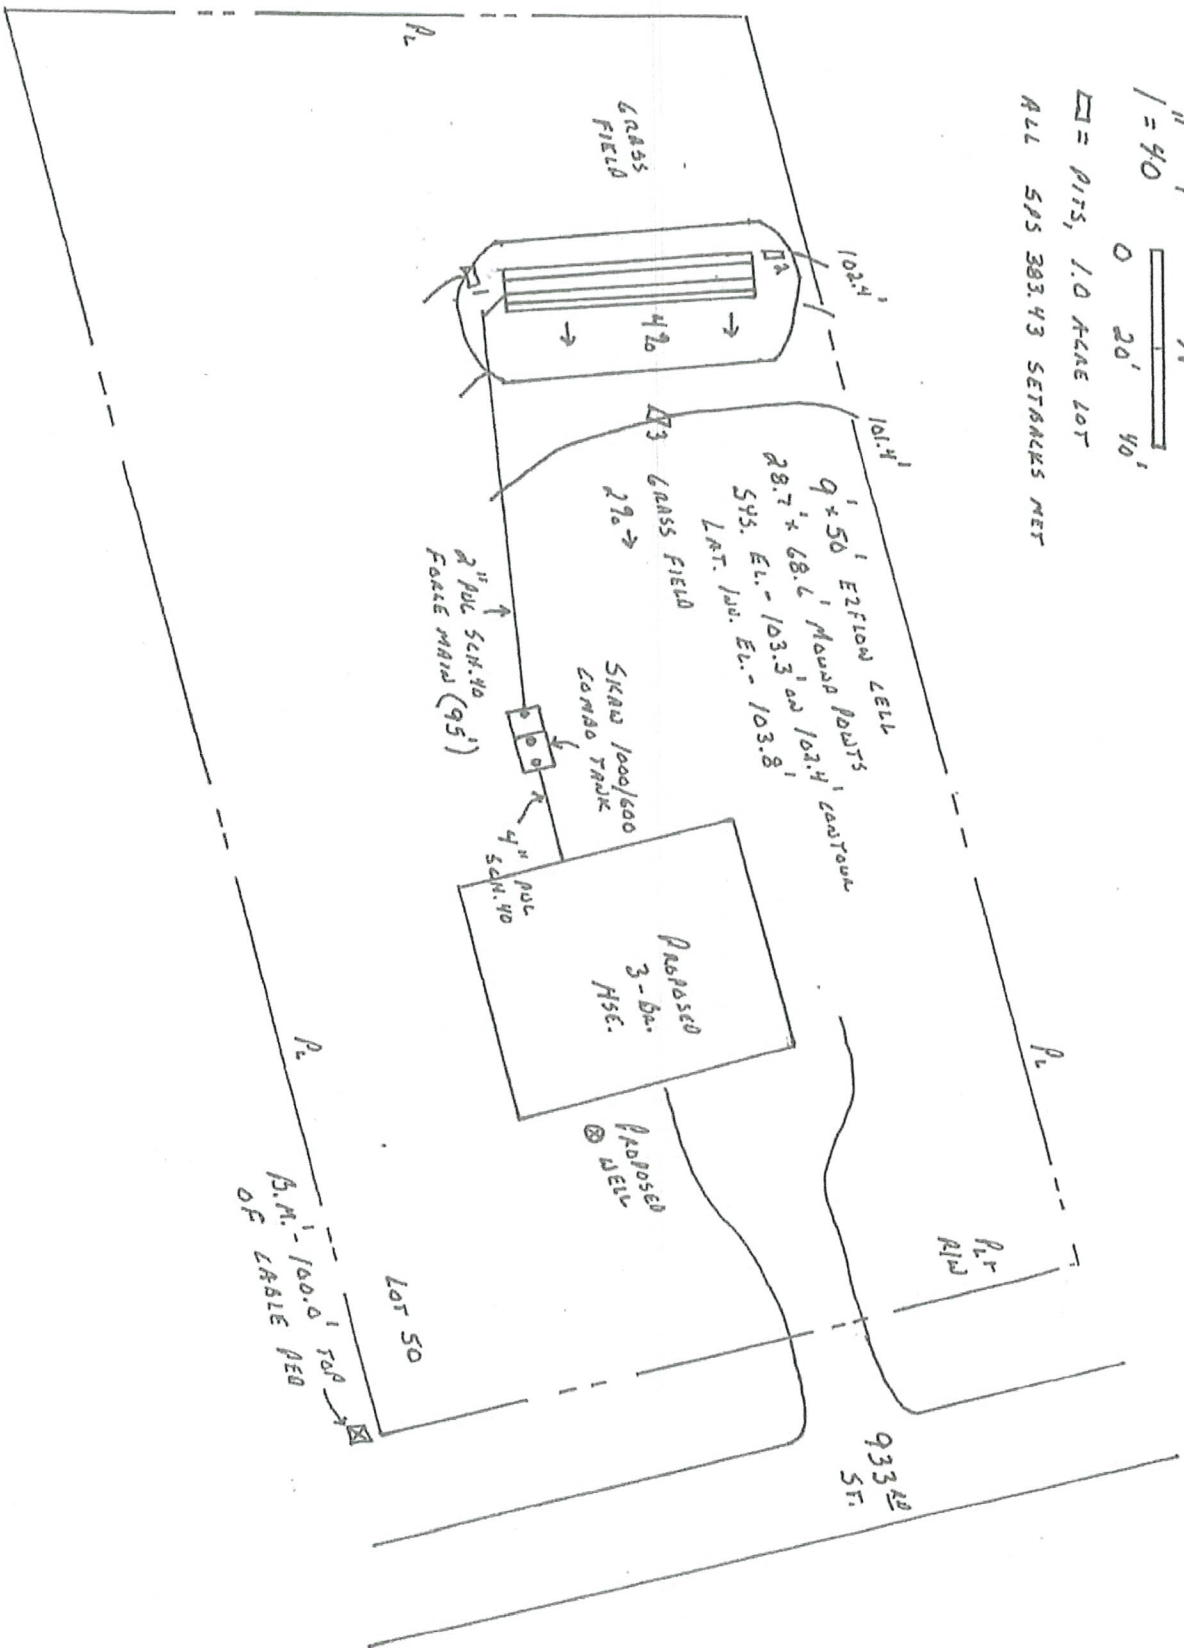 1" = 40'
0 20' 40'
▭ = PITS, 1.0 ACRE LOT
ALL SPS 383.43 SETBACKS MET
PL
GRASS
FIELD
102.4'
2
1
4%
101.4'
3
GRASS FIELD
2% →
9' x 50' EZFLOW CELL
28.7' x 68.6' MOUND POWTS
SYS. EL. - 103.3' ON 102.4' CONTOUR
LAT. INV. EL. - 103.8'
2" PVC SCH. 40
FORCE MAIN (95')
SKAW 1000/600
COMBO TANK
4" PVC
SCH. 40
PROPOSED
3-BR.
HSE.
PROPOSED
⊗ WELL
PL
PL
PL +
R/W
LOT 50
B.M.' - 100.0' TOP
OF CABLE PED
933RD
ST.